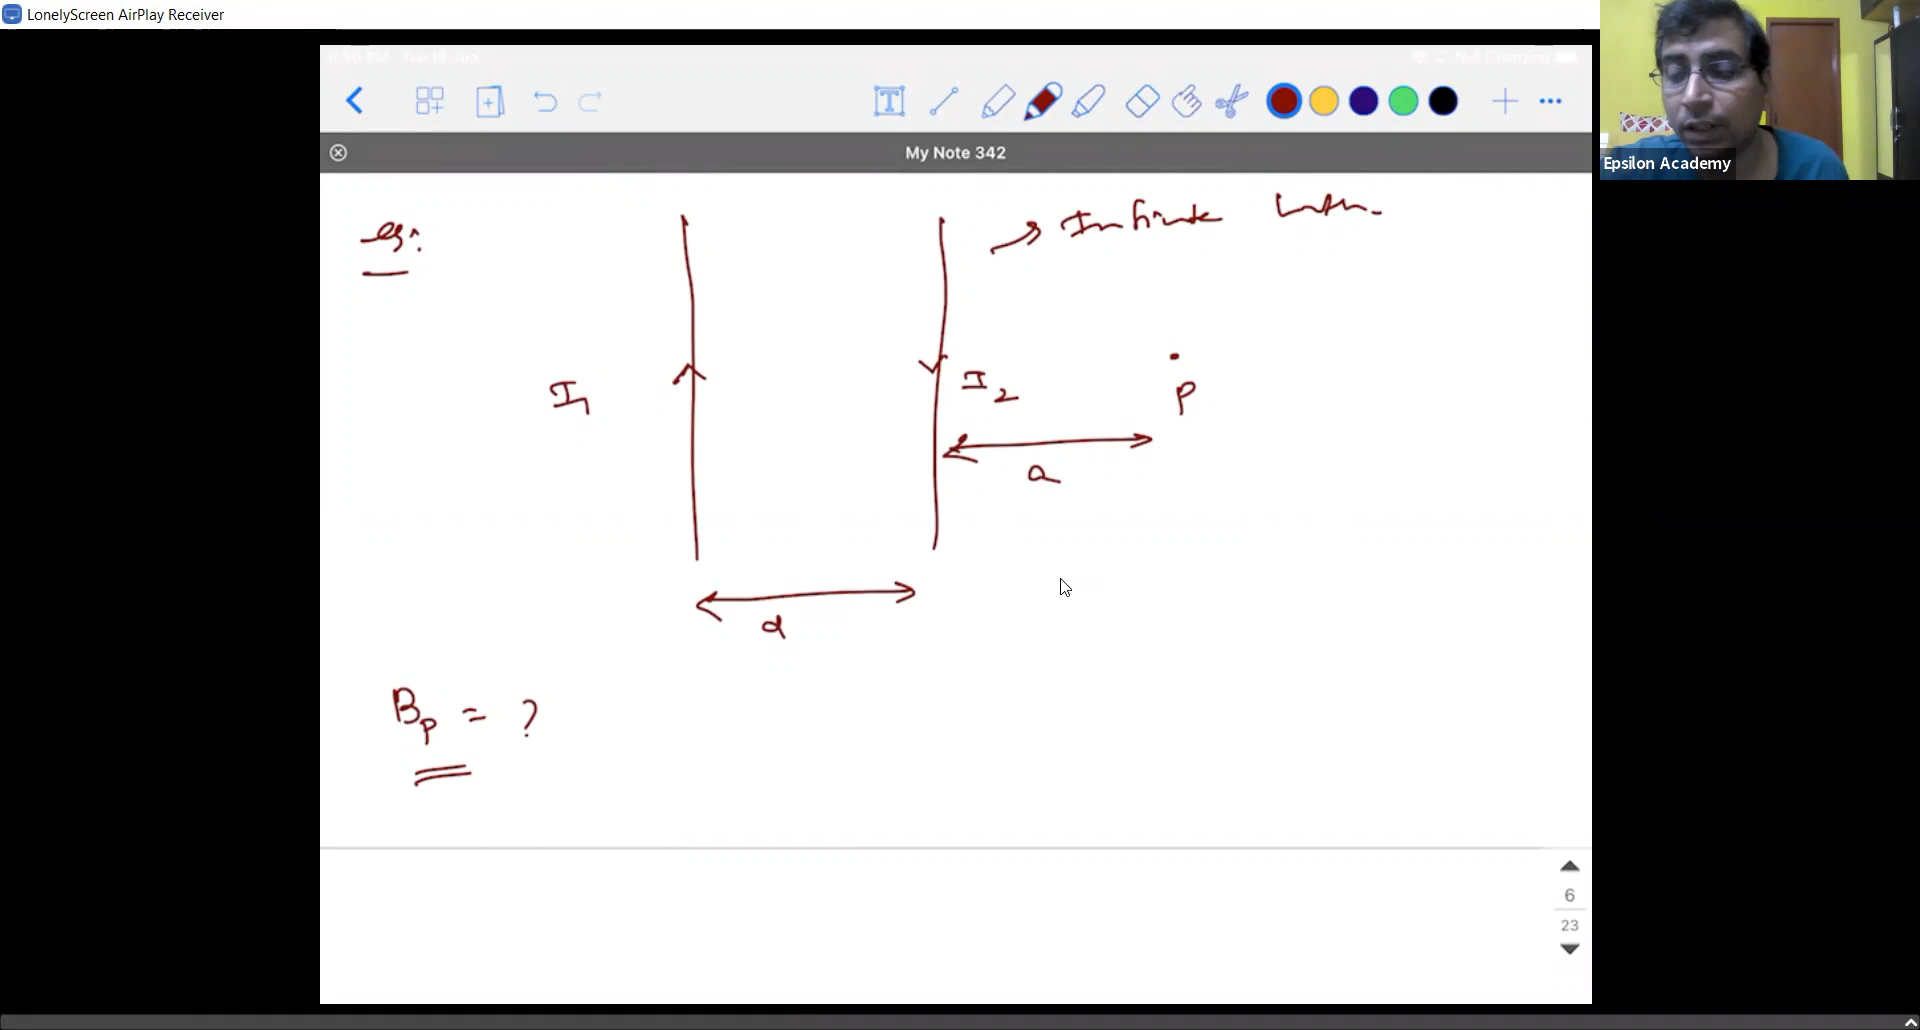 LonelyScreen AirPlay Receiver
My Note 342
Epsilon Academy
eg:
→ Infinite
I1
I2
P
a
d
Bp = ?
6
23